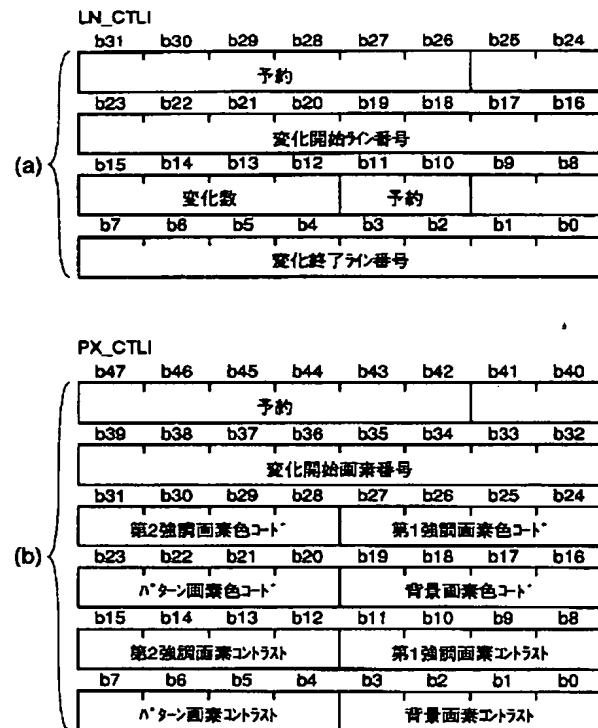 LN_CTLI
b31 b30 b29 b28 b27 b26 b25 b24
予約
b23 b22 b21 b20 b19 b18 b17 b16
変化開始ライン番号
(a)
b15 b14 b13 b12 b11 b10 b9 b8
変化数 予約
b7 b6 b5 b4 b3 b2 b1 b0
変化終了ライン番号
PX_CTLI
b47 b46 b45 b44 b43 b42 b41 b40
予約
b39 b38 b37 b36 b35 b34 b33 b32
変化開始画素番号
b31 b30 b29 b28 b27 b26 b25 b24
第2強調画素色コード 第1強調画素色コード
(b)
b23 b22 b21 b20 b19 b18 b17 b16
パターン画素色コード 背景画素色コード
b15 b14 b13 b12 b11 b10 b9 b8
第2強調画素コントラスト 第1強調画素コントラスト
b7 b6 b5 b4 b3 b2 b1 b0
パターン画素コントラスト 背景画素コントラスト